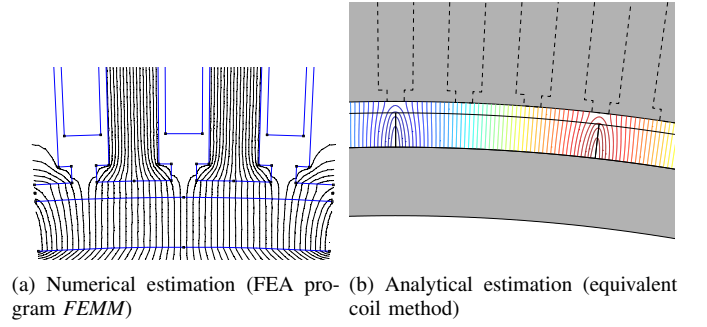 (a) Numerical estimation (FEA pro-
gram FEMM)
(b) Analytical estimation (equivalent
coil method)